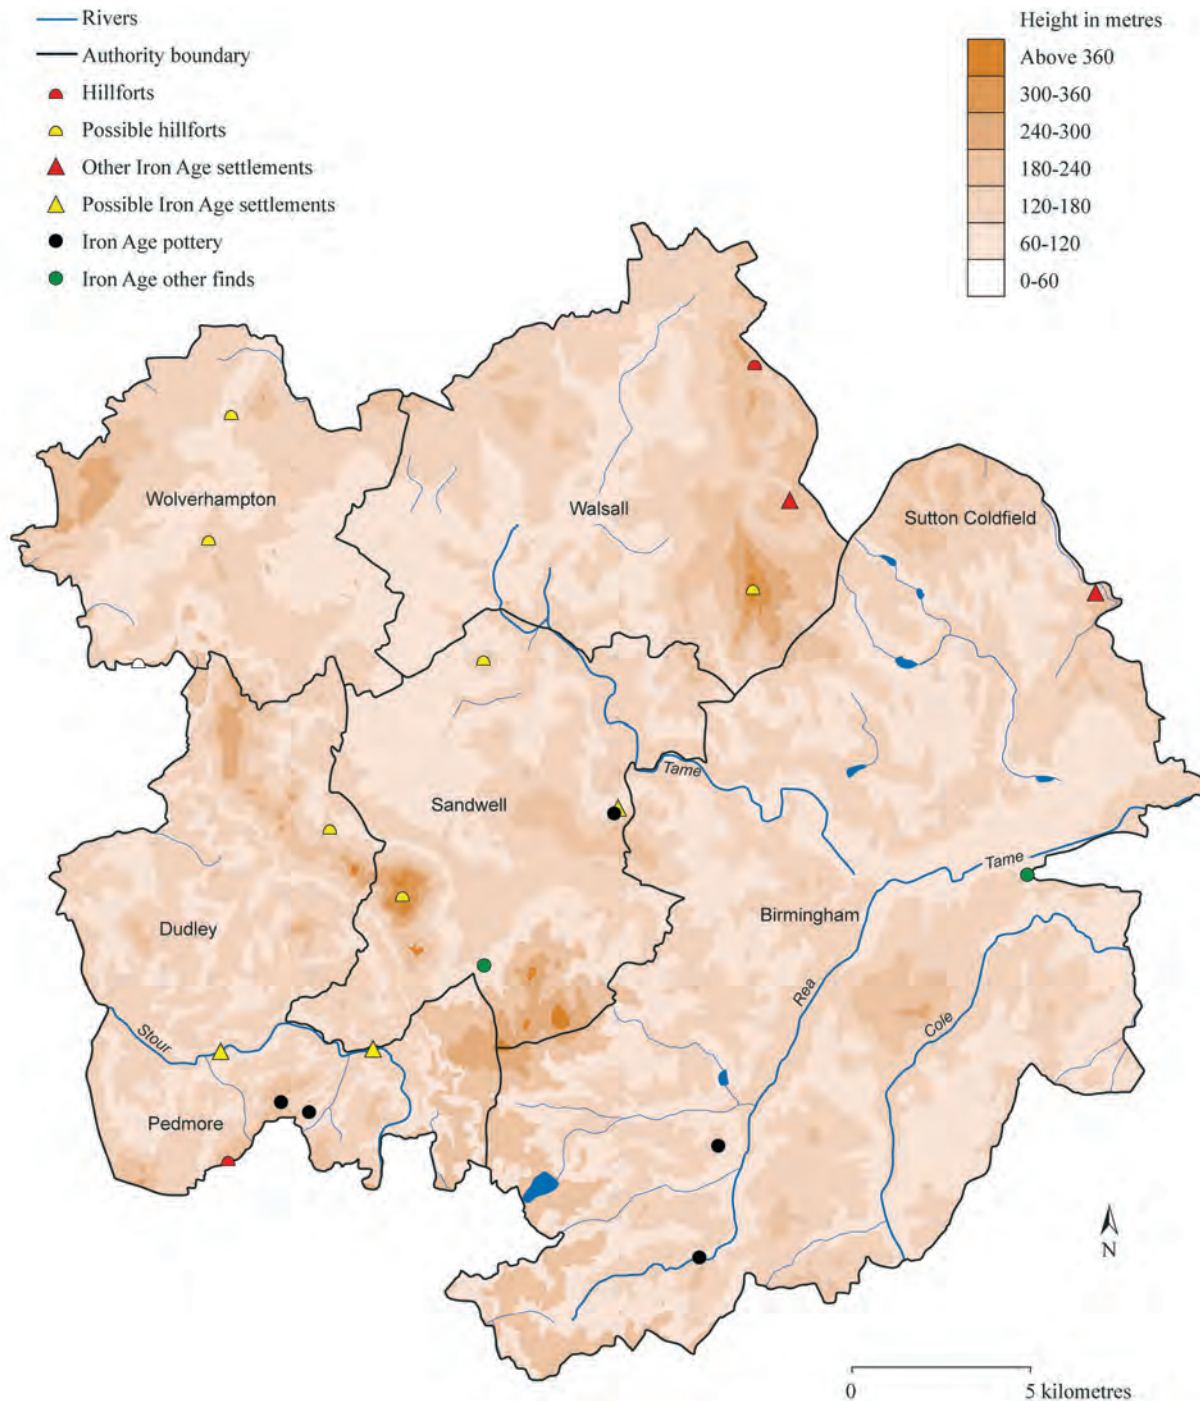 Rivers
Authority boundary
Hillforts
Possible hillforts
Other Iron Age settlements
Possible Iron Age settlements
Iron Age pottery
Iron Age other finds
Height in metres
Above 360
300-360
240-300
180-240
120-180
60-120
0-60
Wolverhampton
Walsall
Sutton Coldfield
Tame
Sandwell
Tame
Birmingham
Dudley
Rea
Cole
Stour
Pedmore
N
0 5 kilometres